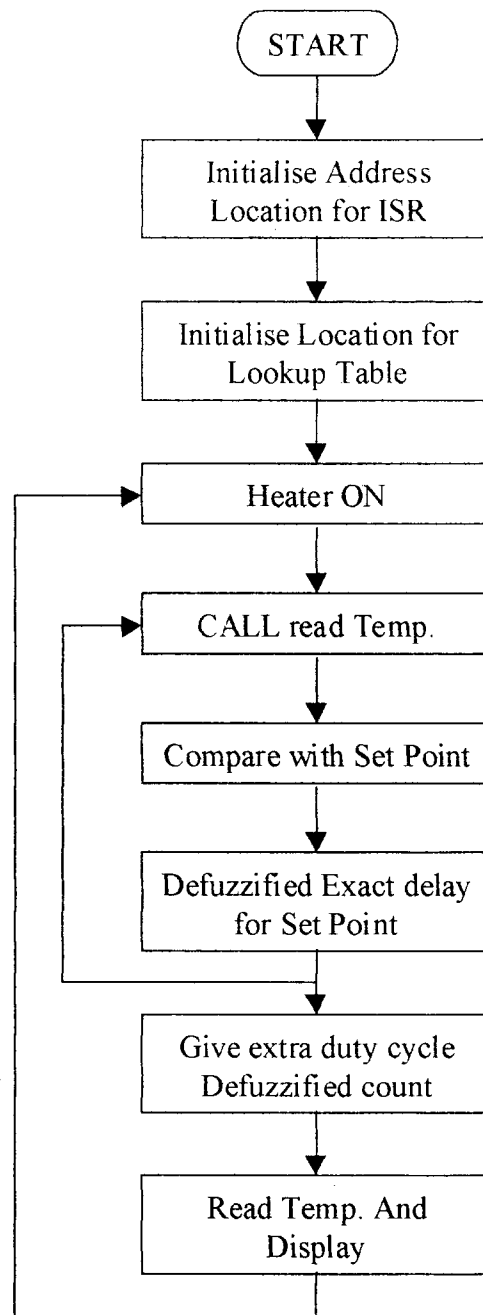 START
Initialise Address
Location for ISR
Initialise Location for
Lookup Table
Heater ON
CALL read Temp.
Compare with Set Point
Defuzzified Exact delay
for Set Point
Give extra duty cycle
Defuzzified count
Read Temp. And
Display